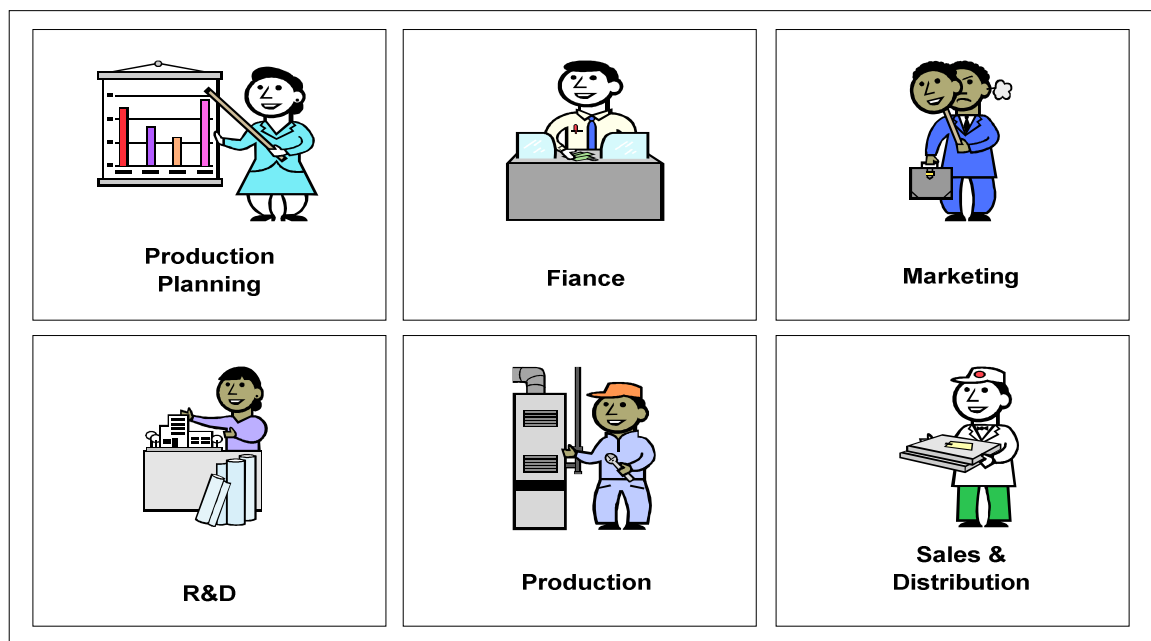 Production
Planning
Fiance
Marketing
R&D
Production
Sales &
Distribution